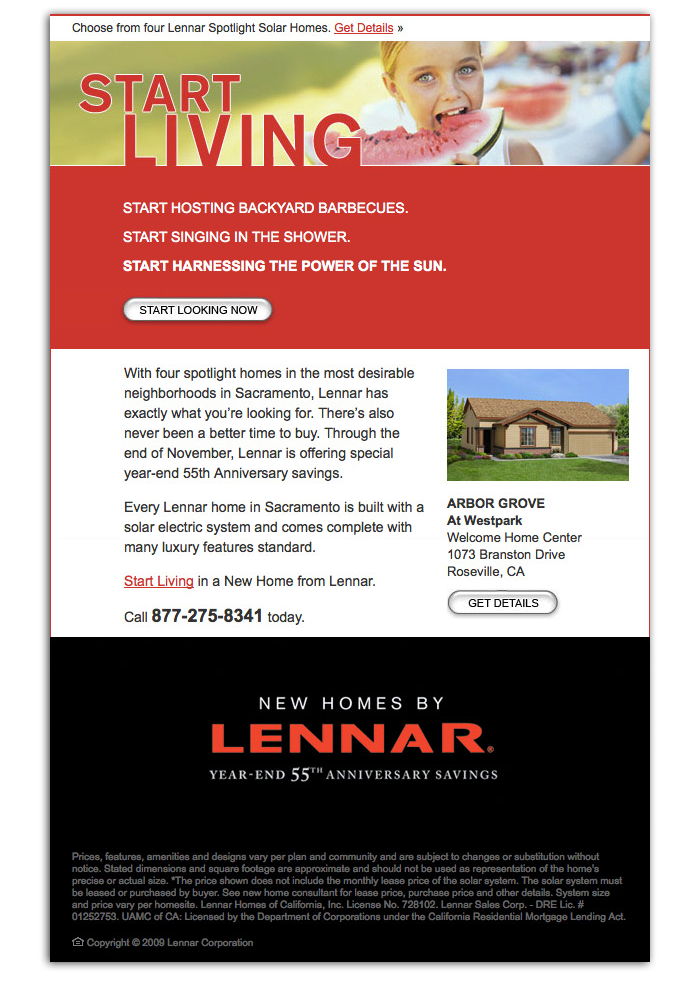 Choose from four Lennar Spotlight Solar Homes. Get Details »
START
LIVING
START HOSTING BACKYARD BARBECUES.
START SINGING IN THE SHOWER.
START HARNESSING THE POWER OF THE SUN.
START LOOKING NOW
With four spotlight homes in the most desirable
neighborhoods in Sacramento, Lennar has
exactly what you're looking for. There's also
never been a better time to buy. Through the
end of November, Lennar is offering special
year-end 55th Anniversary savings.
Every Lennar home in Sacramento is built with a
solar electric system and comes complete with
many luxury features standard.
Start Living in a New Home from Lennar.
Call 877-275-8341 today.
ARBOR GROVE
At Westpark
Welcome Home Center
1073 Branston Drive
Roseville, CA
GET DETAILS
NEW HOMES BY
LENNAR®
YEAR-END 55TH ANNIVERSARY SAVINGS
Prices, features, amenities and designs vary per plan and community and are subject to changes or substitution without
notice. Stated dimensions and square footage are approximate and should not be used as representation of the home's
precise or actual size. *The price shown does not include the monthly lease price of the solar system. The solar system must
be leased or purchased by buyer. See new home consultant for lease price, purchase price and other details. System size
and price vary per homesite. Lennar Homes of California, Inc. License No. 728102. Lennar Sales Corp. - DRE Lic. #
01252753. UAMC of CA: Licensed by the Department of Corporations under the California Residential Mortgage Lending Act.
Copyright © 2009 Lennar Corporation